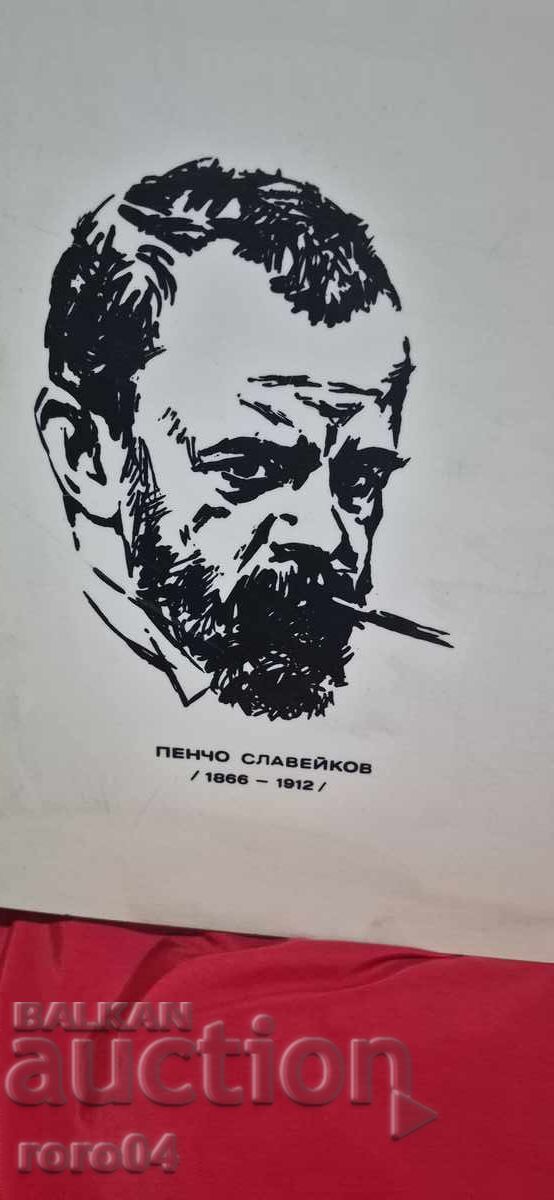 ПЕНЧО СЛАВЕЙКОВ
/ 1866 – 1912 /
BALKAN
auction
roro04